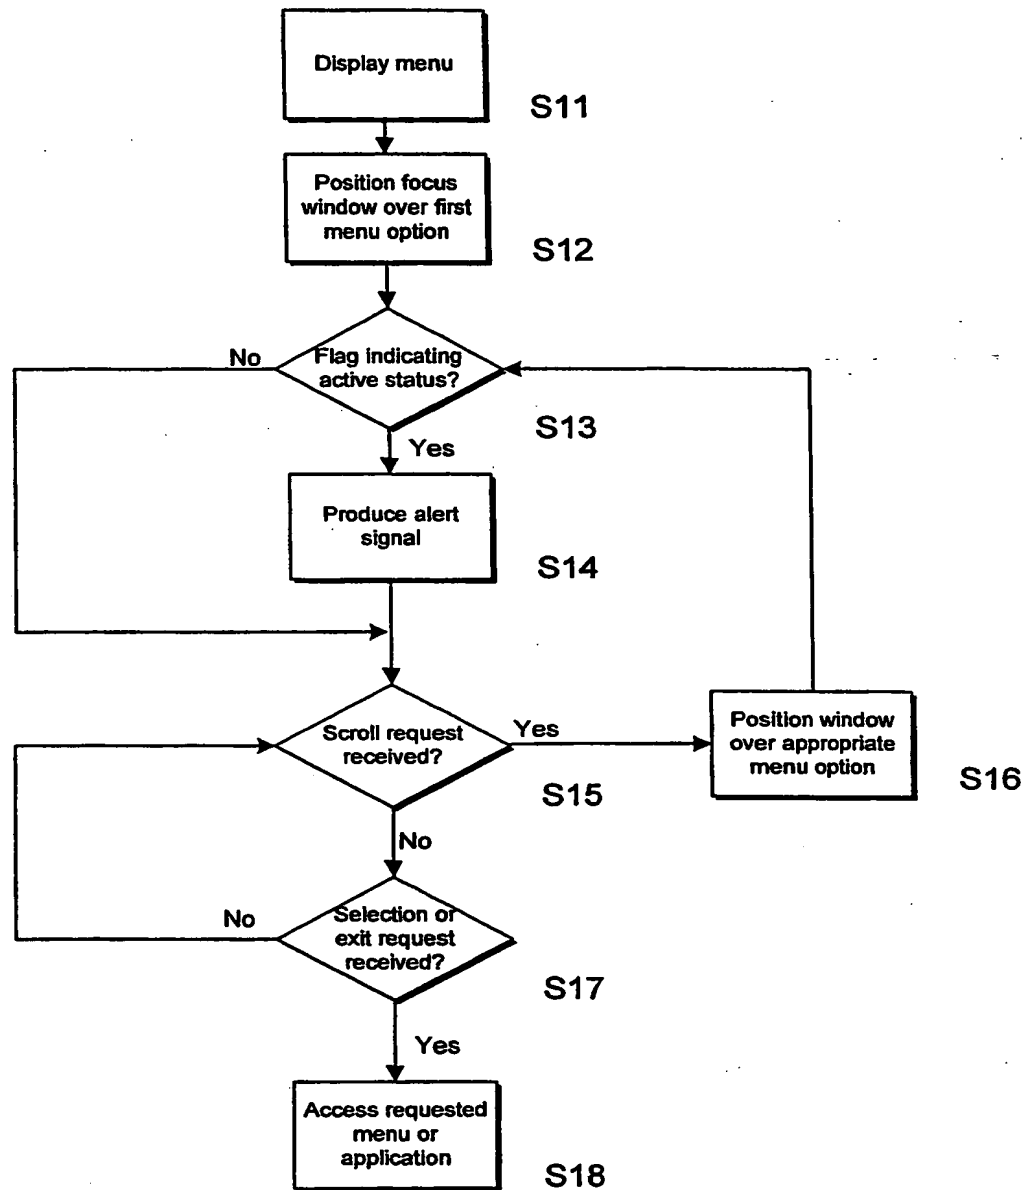 Display menu
S11
Position focus
window over first
menu option
S12
No
Flag indicating
active status?
S13
Yes
Produce alert
signal
S14
Scroll request
received?
Yes
S15
Position window
over appropriate
menu option
S16
No
No
Selection or
exit request
received?
S17
Yes
Access requested
menu or
application
S18